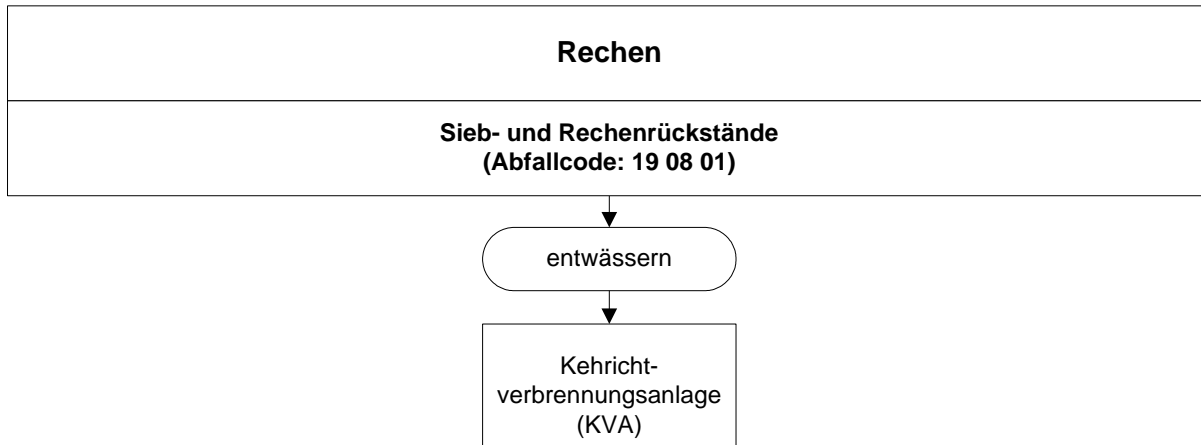 Rechen
Sieb- und Rechenrückstände
(Abfallcode: 19 08 01)
entwässern
Kehricht-
verbrennungsanlage
(KVA)